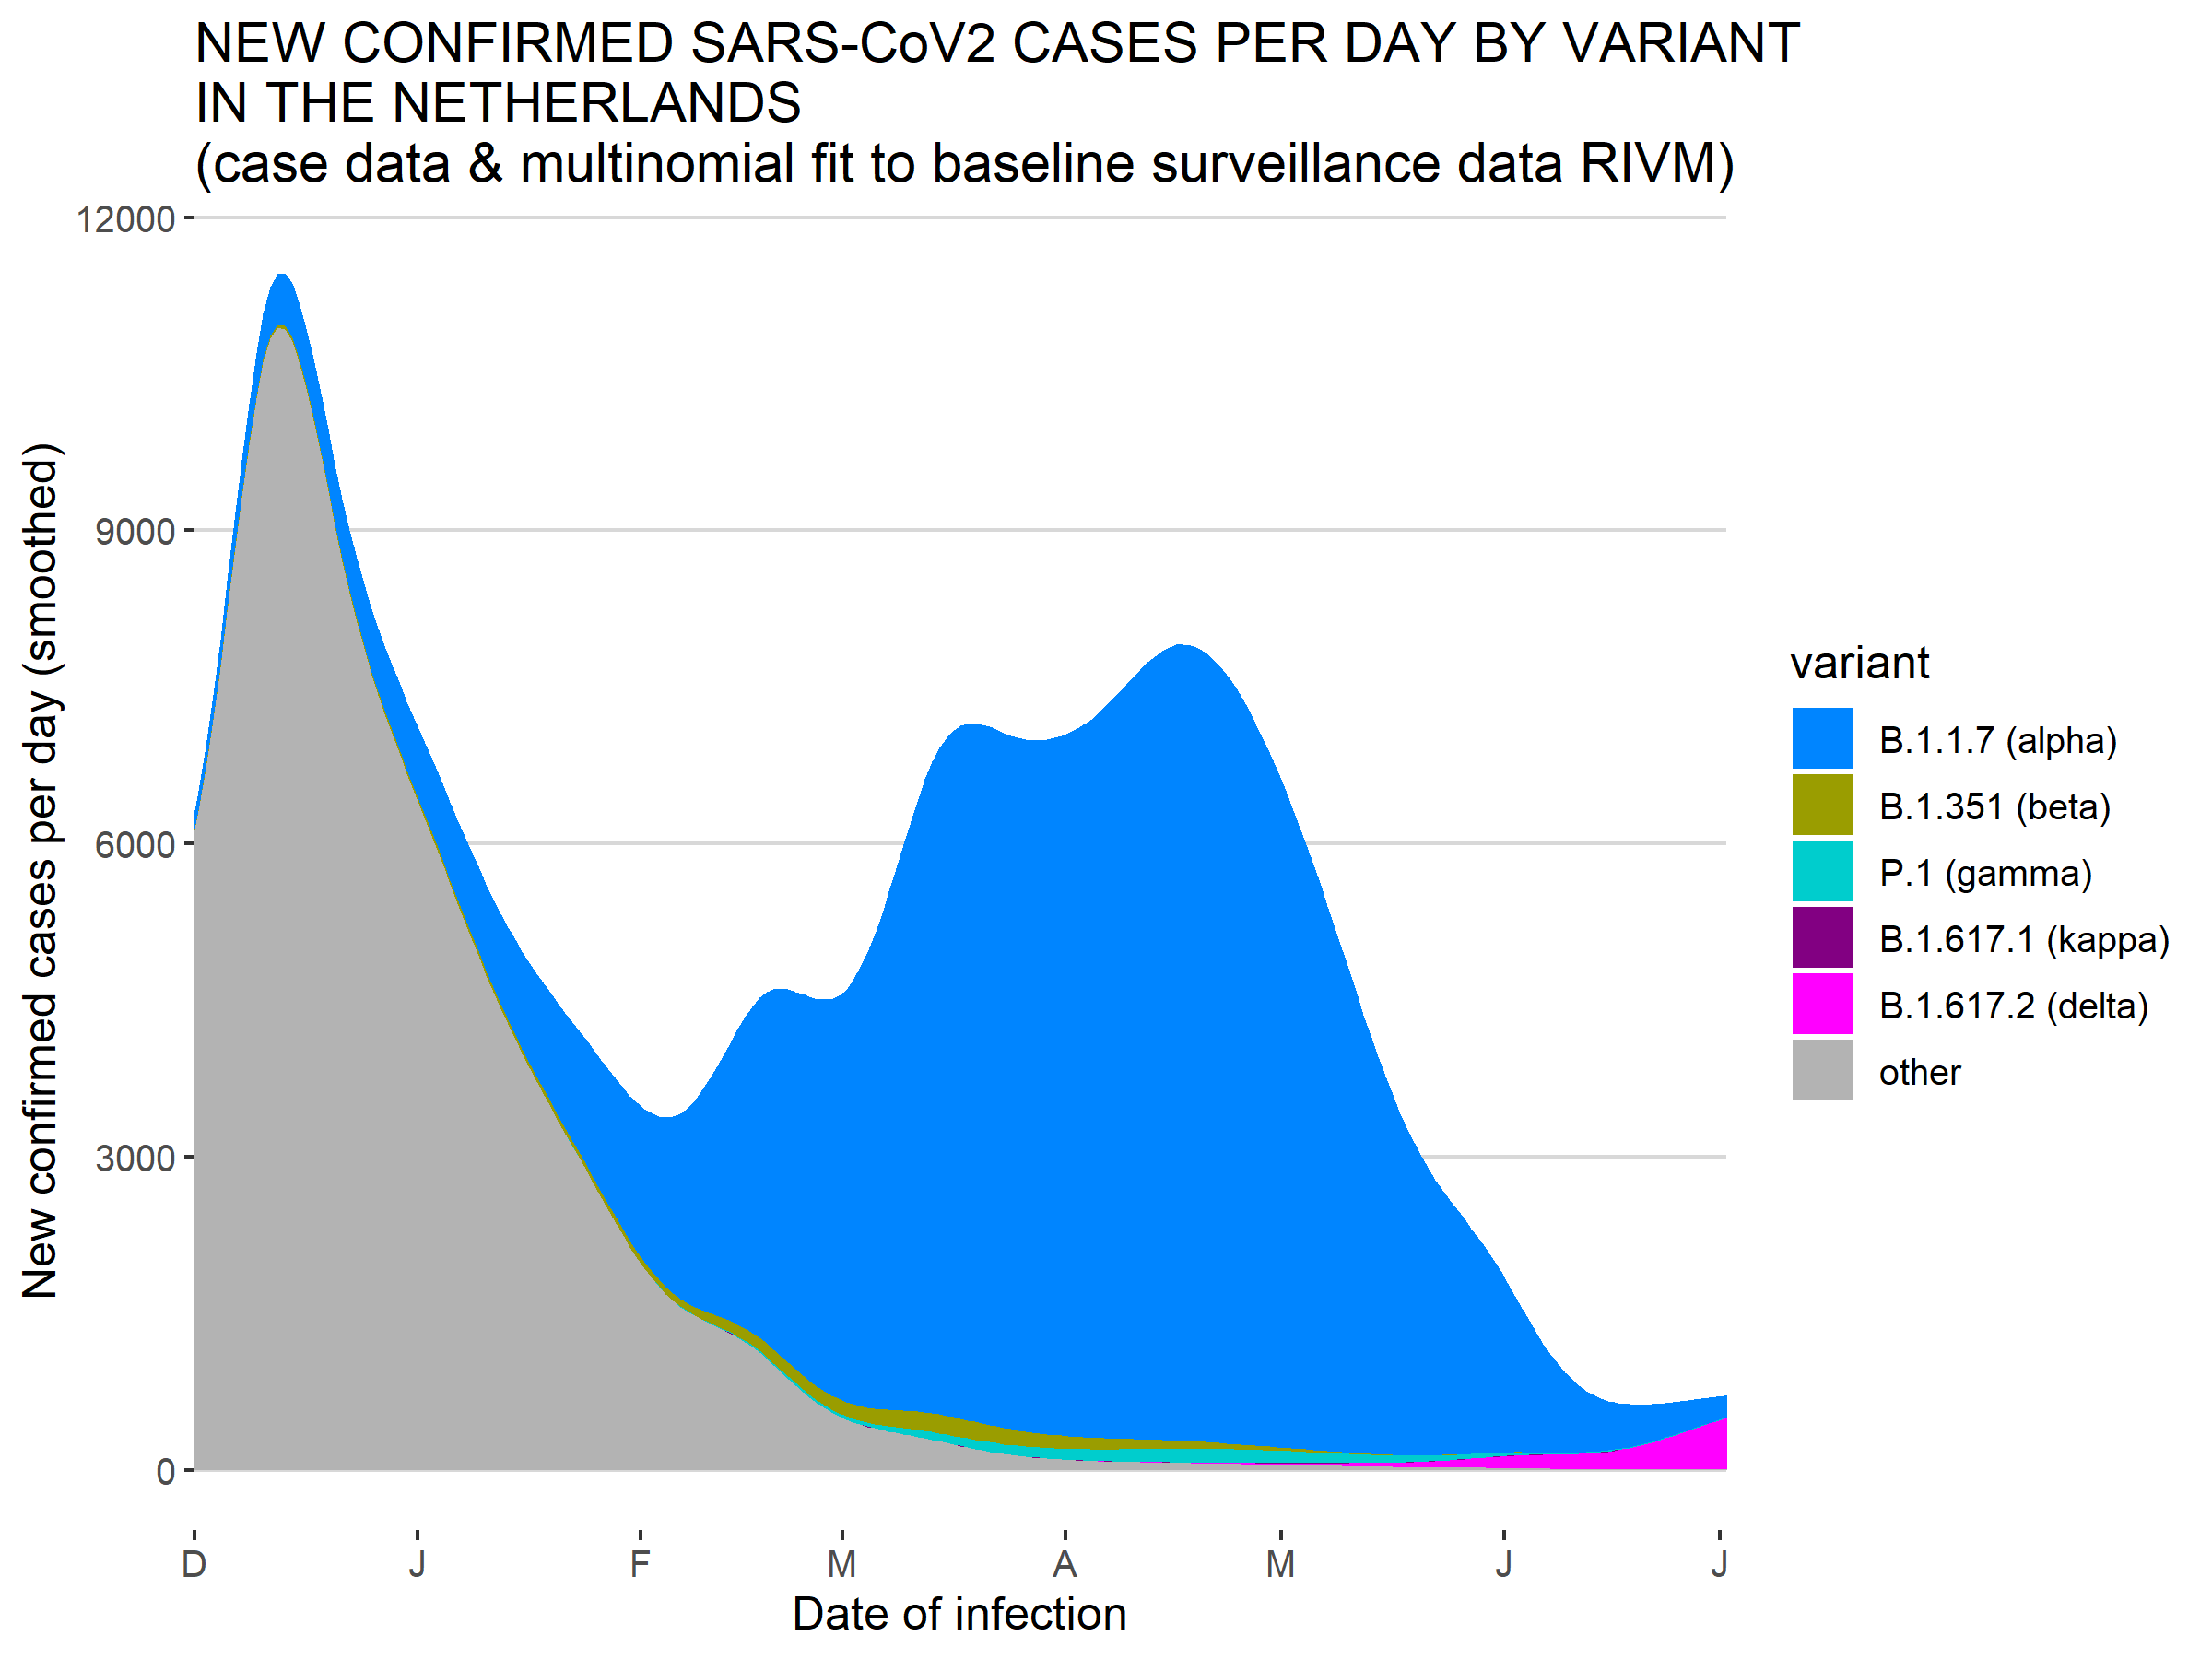 NEW CONFIRMED SARS-CoV2 CASES PER DAY BY VARIANT
IN THE NETHERLANDS
(case data & multinomial fit to baseline surveillance data RIVM)
New confirmed cases per day (smoothed)
12000
9000
6000
3000
0
D J F M A M J J
Date of infection
variant
B.1.1.7 (alpha)
B.1.351 (beta)
P.1 (gamma)
B.1.617.1 (kappa)
B.1.617.2 (delta)
other